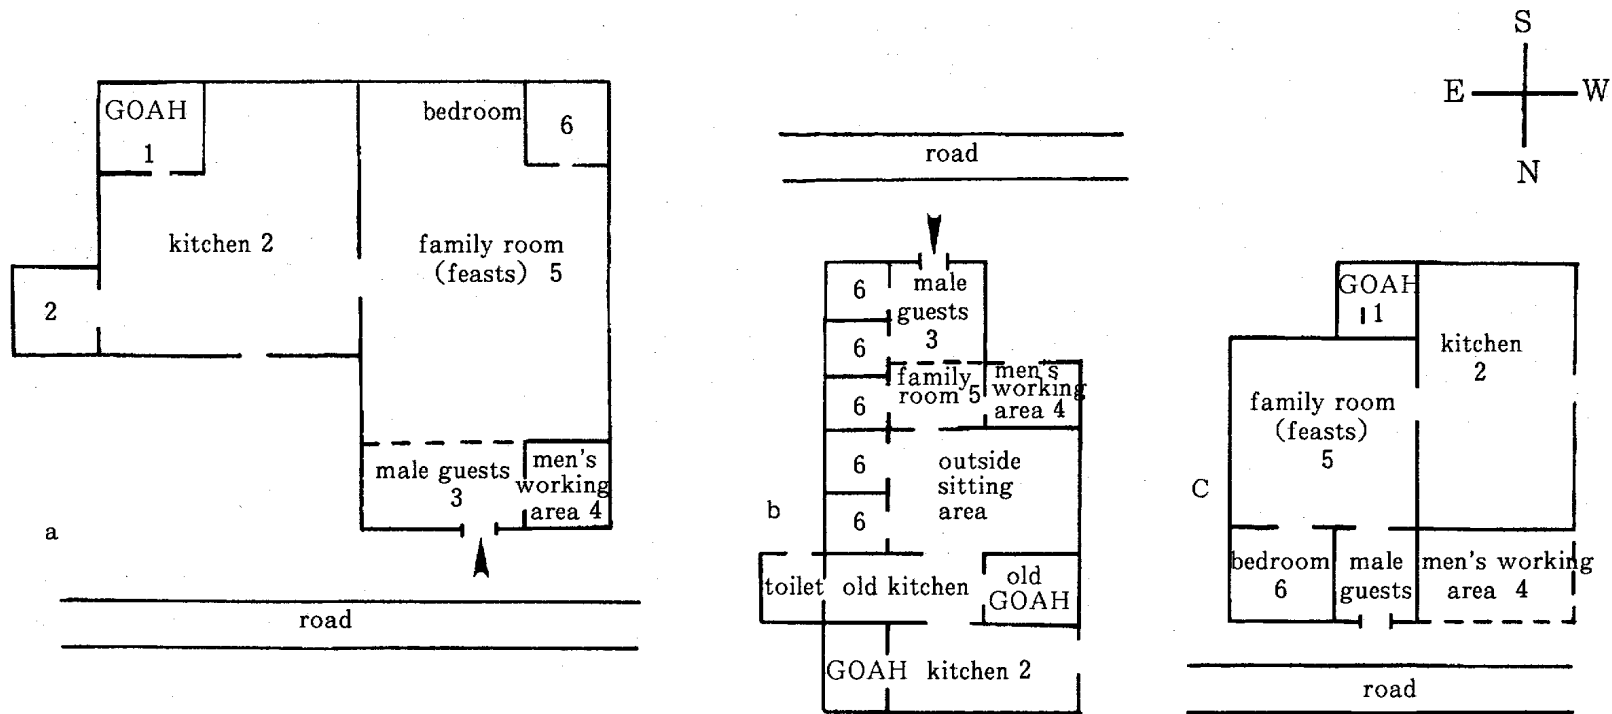 GOAH
1
bedroom
6
kitchen 2
2
family room
(feasts) 5
male guests
3
men's
working
area 4
a
road
road
6
6
6
6
6
male
guests
3
family
room 5
men's
working
area 4
outside
sitting
area
b
toilet
old kitchen
old
GOAH
GOAH
kitchen 2
S
E
W
N
GOAH
1
kitchen
2
family room
(feasts)
5
C
bedroom
6
male
guests
men's working
area 4
road